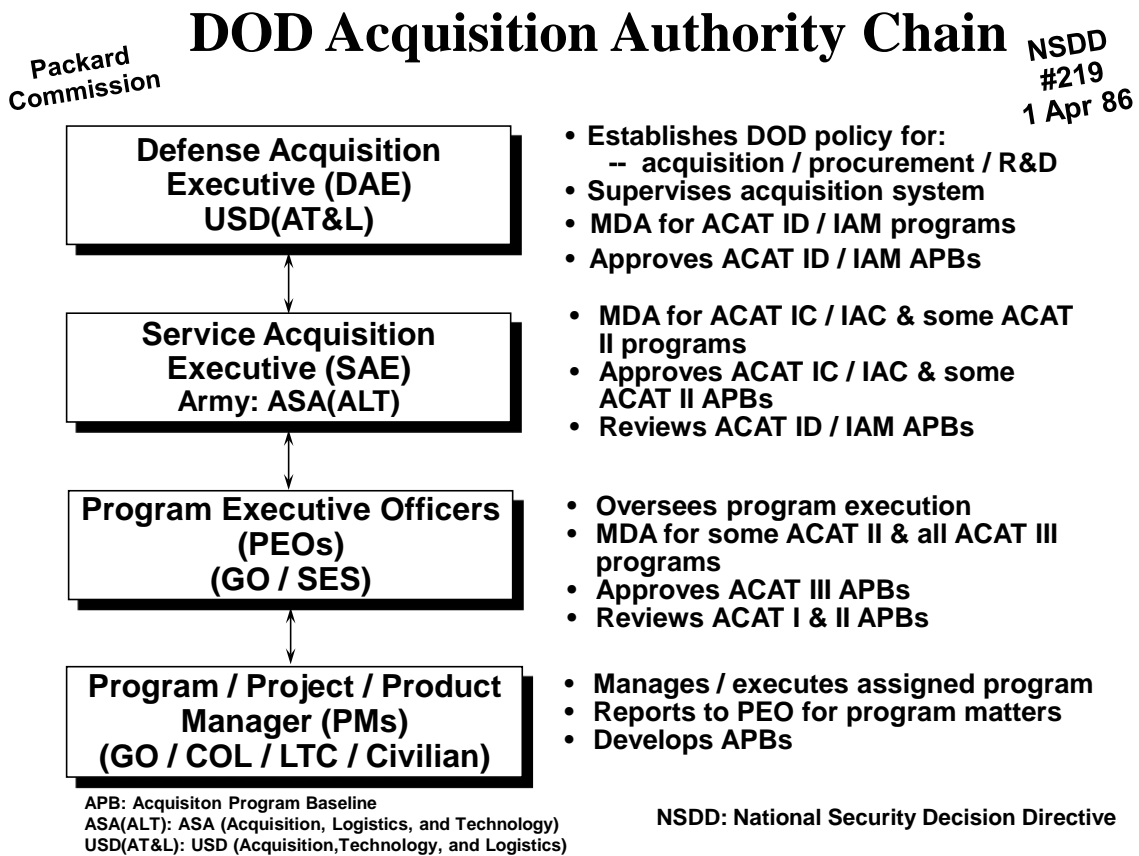 DOD Acquisition Authority Chain
Packard
Commission
NSDD
#219
1 Apr 86
Defense Acquisition
Executive (DAE)
USD(AT&L)
• Establishes DOD policy for:
-- acquisition / procurement / R&D
• Supervises acquisition system
• MDA for ACAT ID / IAM programs
• Approves ACAT ID / IAM APBs
Service Acquisition
Executive (SAE)
Army: ASA(ALT)
• MDA for ACAT IC / IAC & some ACAT
II programs
• Approves ACAT IC / IAC & some
ACAT II APBs
• Reviews ACAT ID / IAM APBs
Program Executive Officers
(PEOs)
(GO / SES)
• Oversees program execution
• MDA for some ACAT II & all ACAT III
programs
• Approves ACAT III APBs
• Reviews ACAT I & II APBs
Program / Project / Product
Manager (PMs)
(GO / COL / LTC / Civilian)
• Manages / executes assigned program
• Reports to PEO for program matters
• Develops APBs
APB: Acquisiton Program Baseline
ASA(ALT): ASA (Acquisition, Logistics, and Technology)
USD(AT&L): USD (Acquisition,Technology, and Logistics)
NSDD: National Security Decision Directive